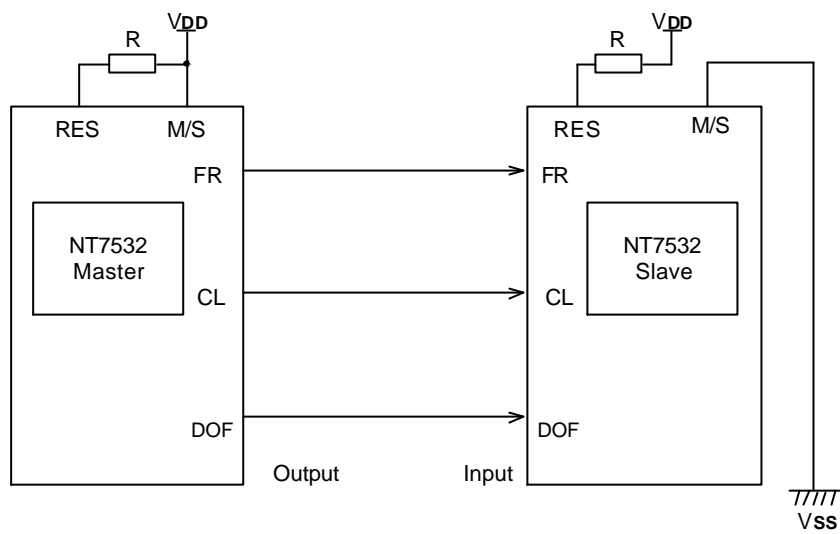 VDD
R
RES
M/S
FR
NT7532
Master
CL
DOF
Output
VDD
R
RES
M/S
FR
NT7532
Slave
CL
DOF
Input
VSS